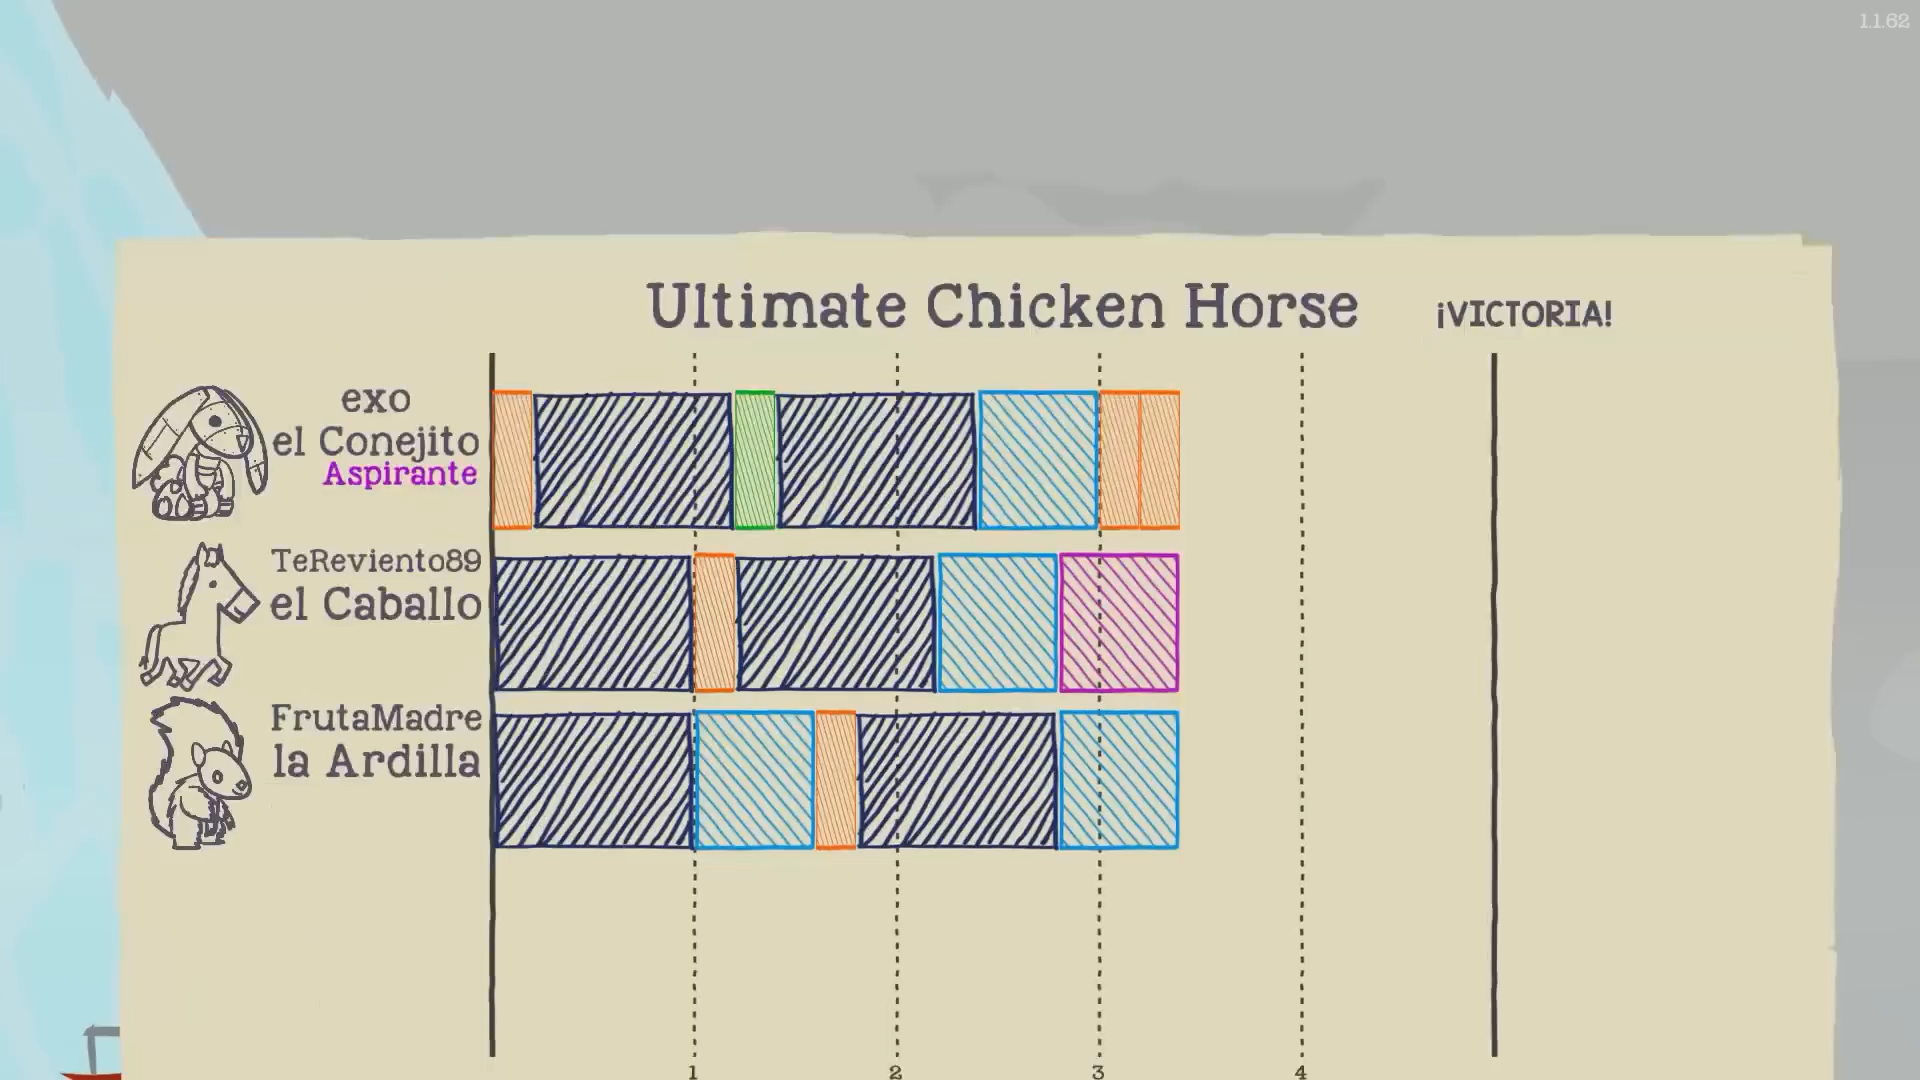 1.1.62
Ultimate Chicken Horse
¡VICTORIA!
exo
el Conejito
Aspirante
TeReviento89
el Caballo
FrutaMadre
la Ardilla
1 2 3 4